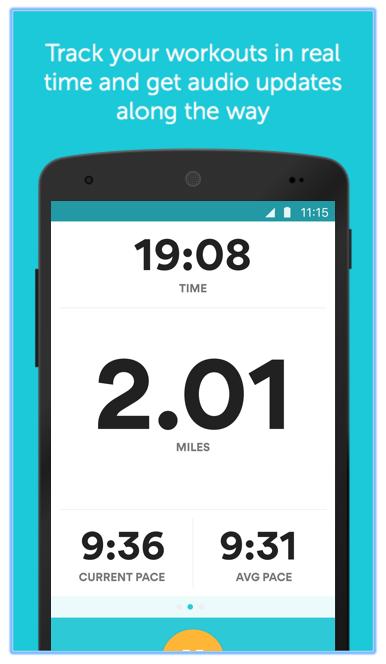 Track your workouts in real
time and get audio updates
along the way
11:15
19:08
TIME
2.01
MILES
9:36
CURRENT PACE
9:31
AVG PACE